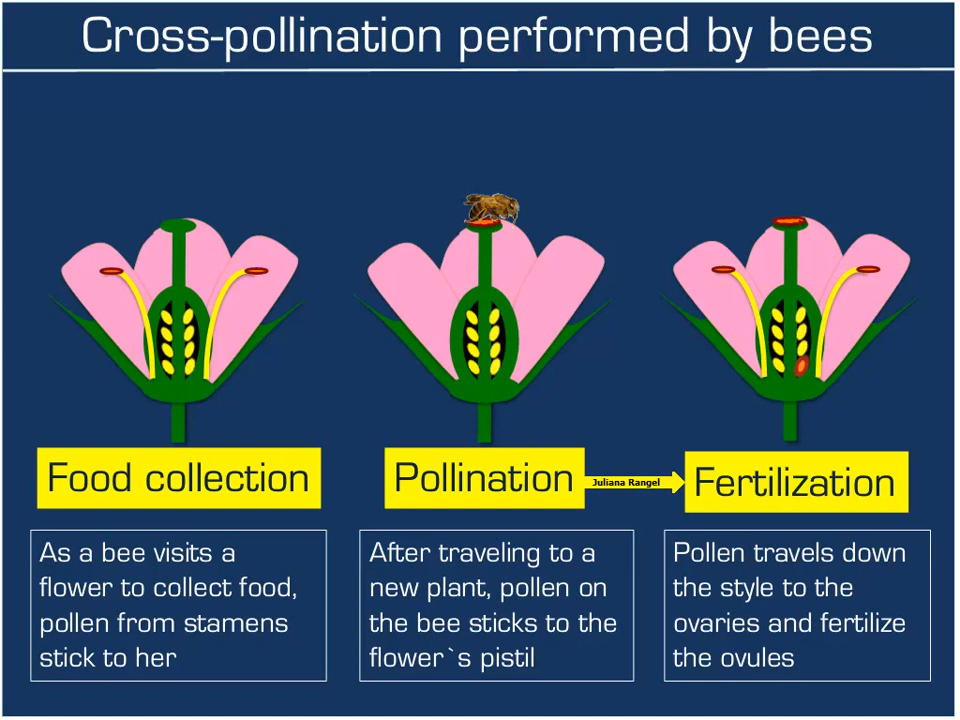 Cross-pollination performed by bees
Food collection
Pollination
Juliana Rangel
Fertilization
As a bee visits a
flower to collect food,
pollen from stamens
stick to her
After traveling to a
new plant, pollen on
the bee sticks to the
flower`s pistil
Pollen travels down
the style to the
ovaries and fertilize
the ovules